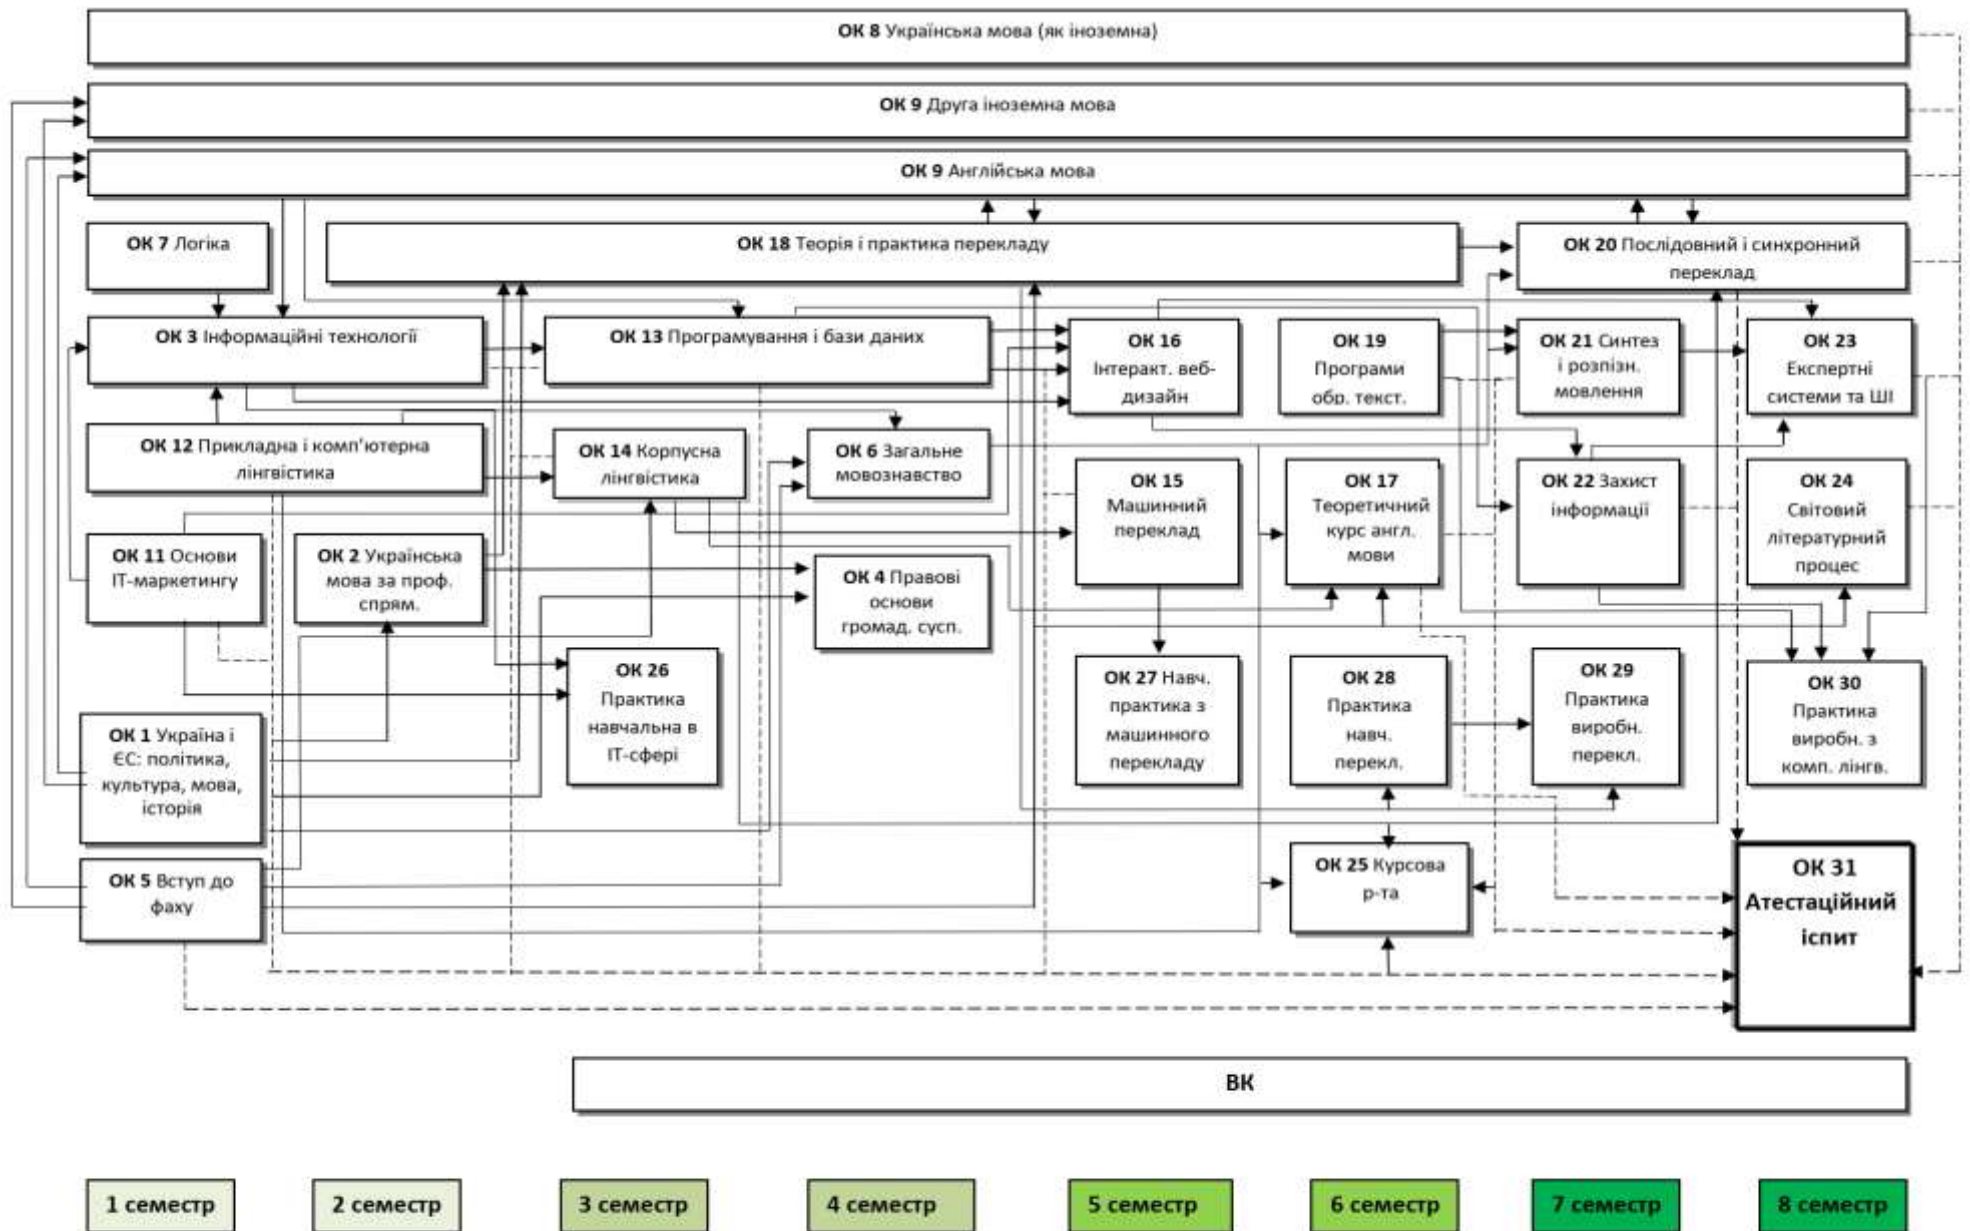 ОК 8 Українська мова (як іноземна)
ОК 9 Друга іноземна мова
ОК 9 Англійська мова
ОК 7 Логіка
ОК 18 Теорія і практика перекладу
ОК 20 Послідовний і синхронний
переклад
ОК 3 Інформаційні технології
ОК 13 Програмування і бази даних
ОК 16
Інтеракт. веб-
дизайн
ОК 19
Програми
обр. текст.
ОК 21 Синтез
і розпізн.
мовлення
ОК 23
Експертні
системи та ШІ
ОК 12 Прикладна і комп'ютерна
лінгвістика
ОК 14 Корпусна
лінгвістика
ОК 6 Загальне
мовознавство
ОК 15
Машинний
переклад
ОК 17
Теоретичний
курс англ.
мови
ОК 22 Захист
інформації
ОК 24
Світовий
літературний
процес
ОК 11 Основи
ІТ-маркетингу
ОК 2 Українська
мова за проф.
спрям.
ОК 4 Правові
основи
громад. сусп.
ОК 26
Практика
навчальна в
ІТ-сфері
ОК 27 Навч.
практика з
машинного
перекладу
ОК 28
Практика
навч.
перекл.
ОК 29
Практика
виробн.
перекл.
ОК 30
Практика
виробн. з
комп. лінгв.
ОК 1 Україна і
ЄС: політика,
культура, мова,
історія
ОК 5 Вступ до
фаху
ОК 25 Курсова
р-та
ОК 31
Атестаційний
іспит
ВК
1 семестр
2 семестр
3 семестр
4 семестр
5 семестр
6 семестр
7 семестр
8 семестр